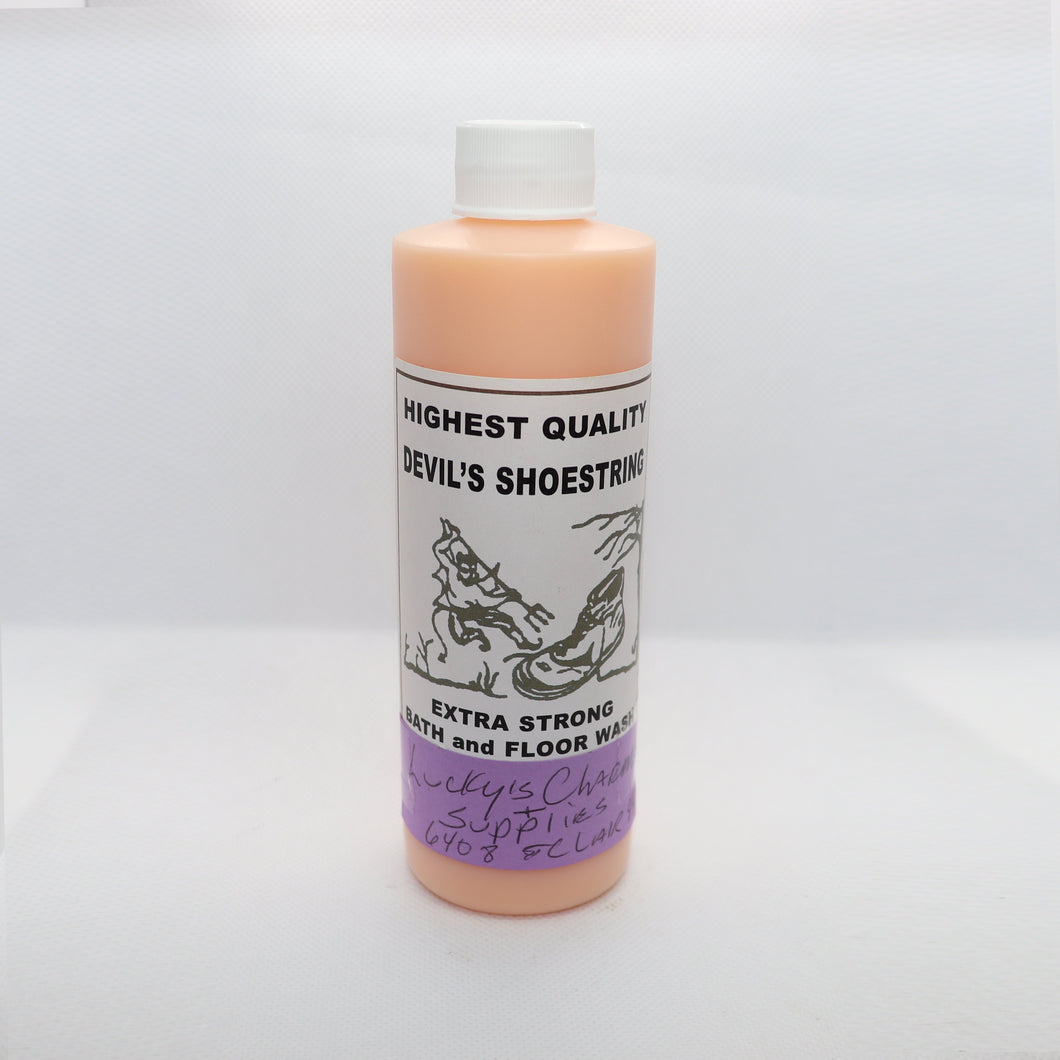 HIGHEST QUALITY
DEVIL'S SHOESTRING
EXTRA STRONG
BATH and FLOOR WASH
Lucky's
Supplies
6408